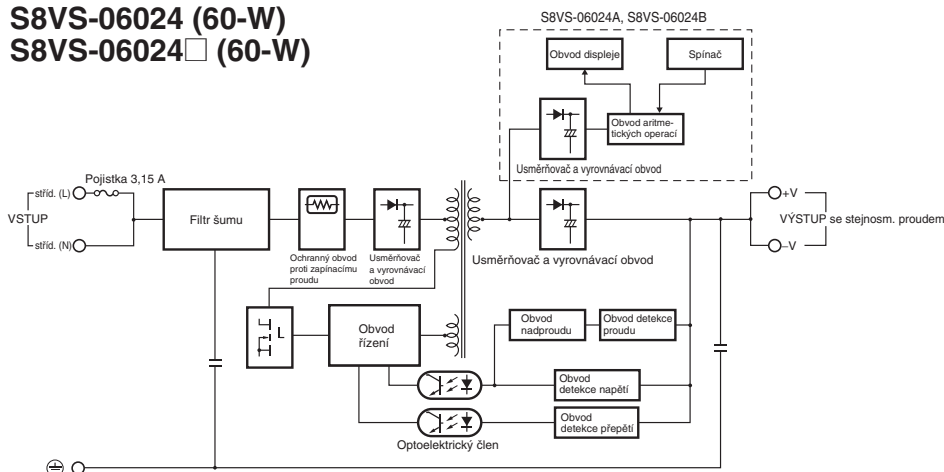 S8VS-06024 (60-W)
S8VS-06024□ (60-W)
S8VS-06024A, S8VS-06024B
Obvod displeje
Spínač
Obvod aritme-
tických operací
Usměrňovač a vyrovnávací obvod
Pojistka 3,15 A
stříd. (L)
VSTUP
stříd. (N)
Filtr šumu
Ochranný obvod
proti zapínacímu
proudu
Usměrňovač
a vyrovnávací
obvod
Usměrňovač a vyrovnávací obvod
+V
VÝSTUP se stejnosm. proudem
–V
Obvod
řízení
Obvod
nadproudu
Obvod detekce
proudu
Obvod
detekce napětí
Obvod
detekce přepětí
Optoelektrický člen